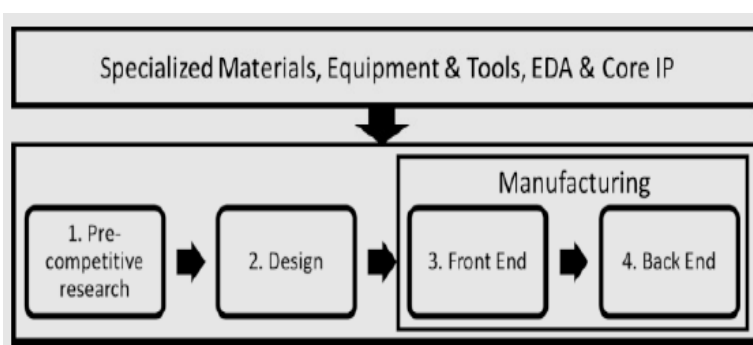 Specialized Materials, Equipment & Tools, EDA & Core IP
Manufacturing
1. Pre-
competitive
research
2. Design
3. Front End
4. Back End